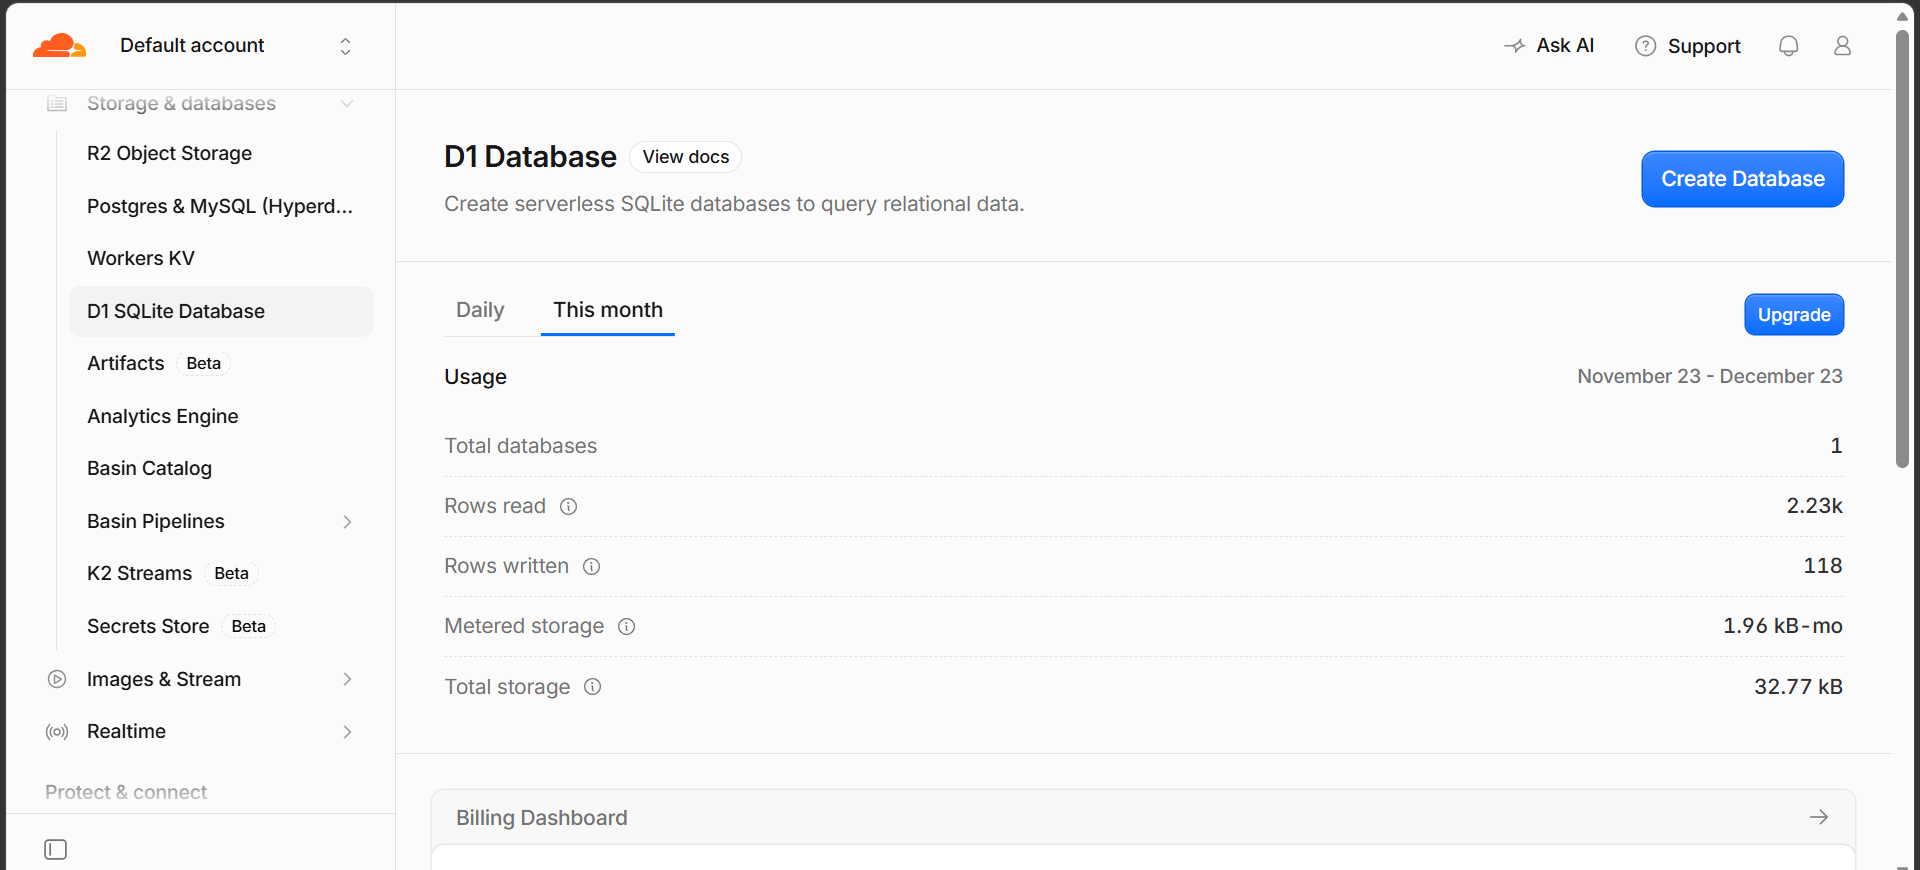 Default account
Ask AI
Support
Storage & databases
R2 Object Storage
Postgres & MySQL (Hyperd...
Workers KV
D1 SQLite Database
Artifacts Beta
Analytics Engine
Basin Catalog
Basin Pipelines
K2 Streams Beta
Secrets Store Beta
Images & Stream
Realtime
Protect & connect
D1 Database View docs
Create serverless SQLite databases to query relational data.
Create Database
Daily This month
Upgrade
Usage November 23 - December 23
Total databases 1
Rows read 2.23k
Rows written 118
Metered storage 1.96 kB-mo
Total storage 32.77 kB
Billing Dashboard